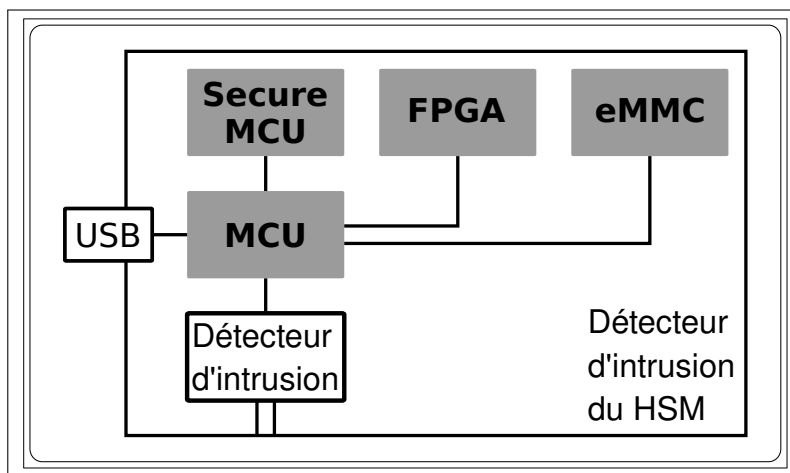 Secure
MCU
FPGA
eMMC
USB
MCU
Détecteur
d'intrusion
Détecteur
d'intrusion
du HSM